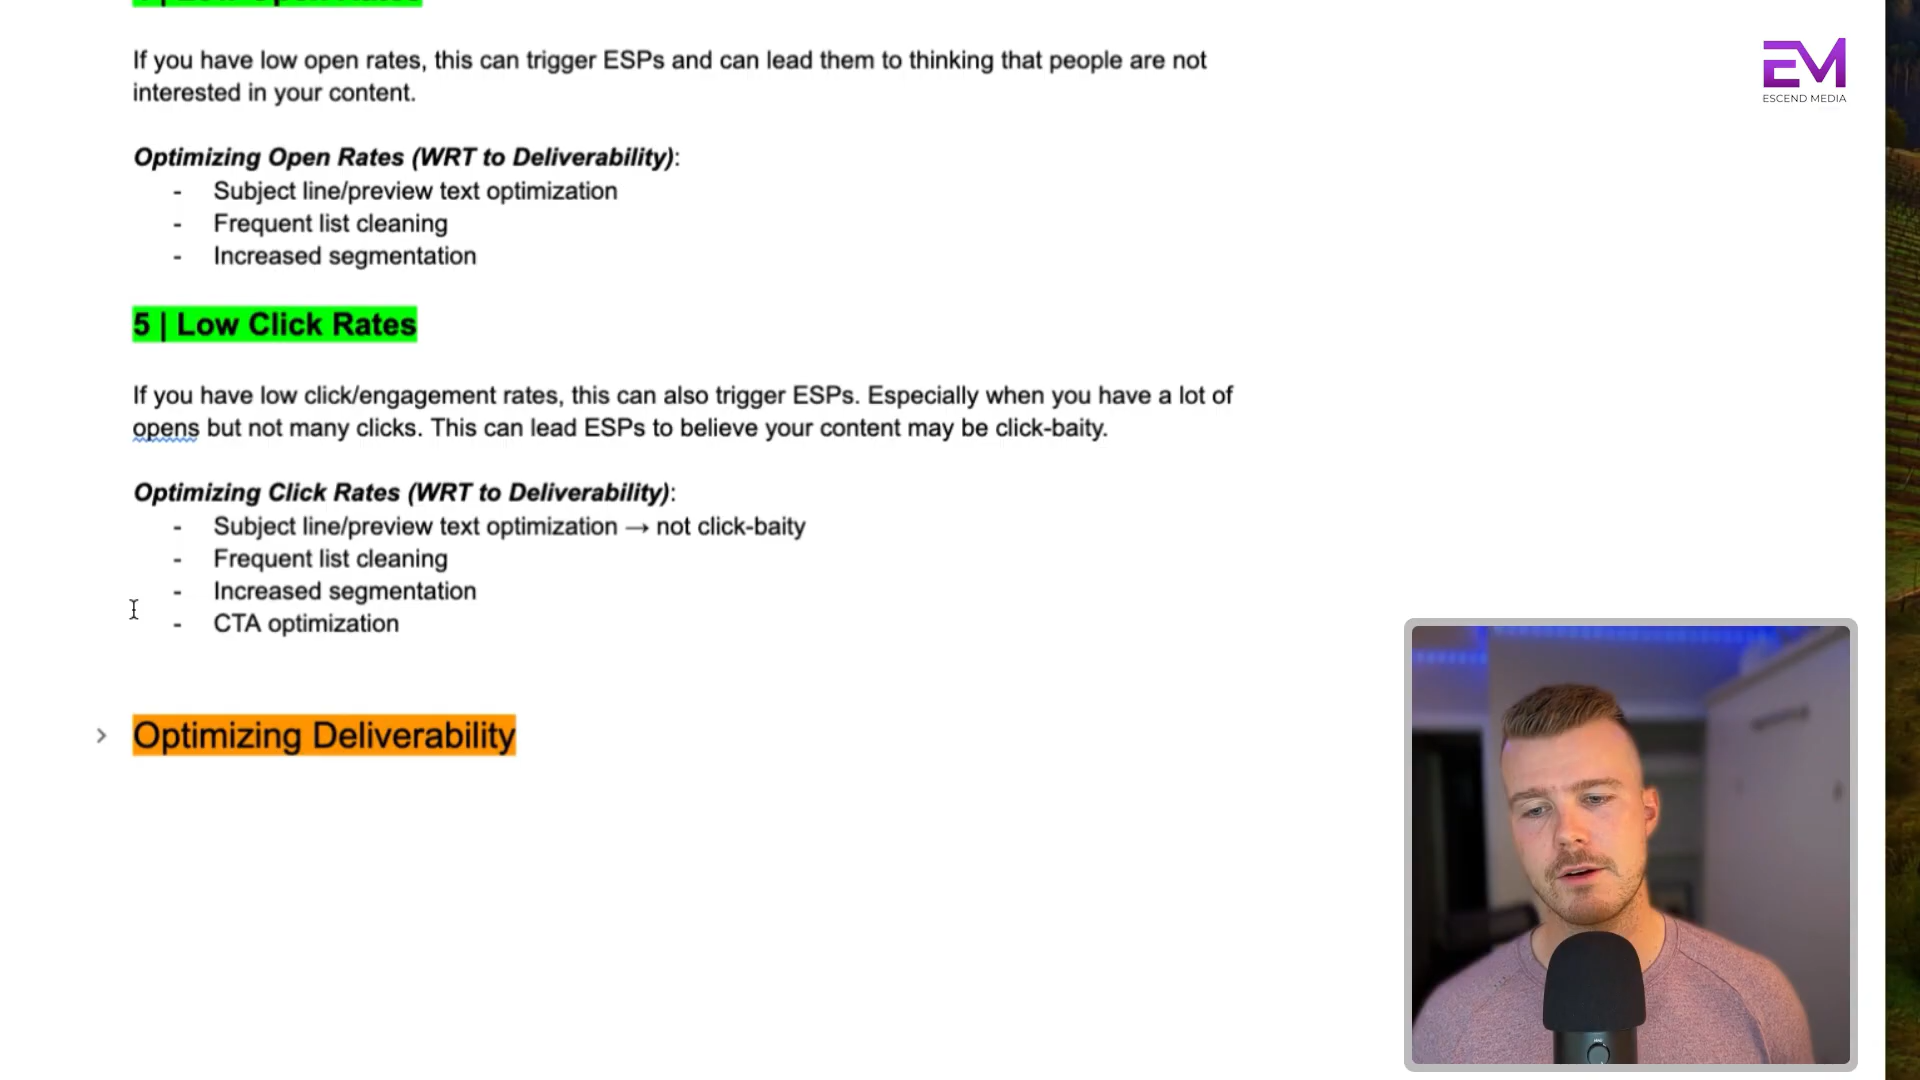 4 | Low Open Rates
If you have low open rates, this can trigger ESPs and can lead them to thinking that people are not
interested in your content.
Optimizing Open Rates (WRT to Deliverability):
- Subject line/preview text optimization
- Frequent list cleaning
- Increased segmentation
5 | Low Click Rates
If you have low click/engagement rates, this can also trigger ESPs. Especially when you have a lot of
opens but not many clicks. This can lead ESPs to believe your content may be click-baity.
Optimizing Click Rates (WRT to Deliverability):
- Subject line/preview text optimization → not click-baity
- Frequent list cleaning
- Increased segmentation
- CTA optimization
Optimizing Deliverability
EM
ESCEND MEDIA